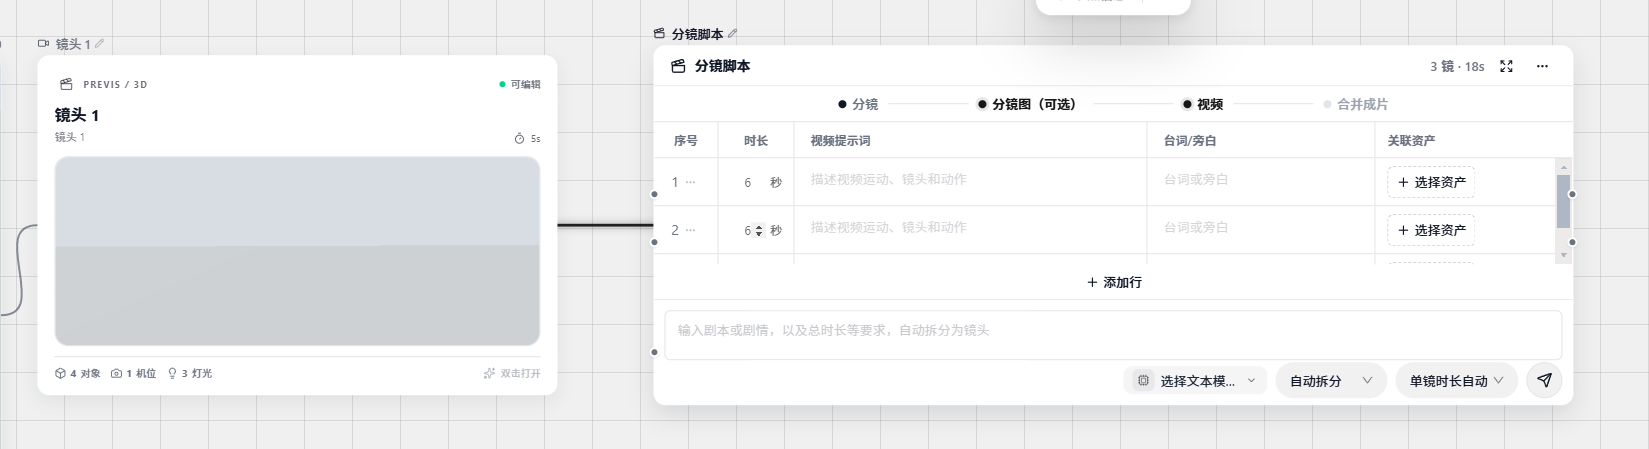 镜头 1
PREVIS / 3D
可编辑
镜头 1
镜头 1
5s
4 对象 1 机位 3 灯光
双击打开
分镜脚本
分镜脚本
3 镜 · 18s
分镜 分镜图（可选） 视频 合并成片
序号 时长 视频提示词 台词/旁白 关联资产
1 ··· 6 秒 描述视频运动、镜头和动作 台词或旁白 + 选择资产
2 ··· 6 秒 描述视频运动、镜头和动作 台词或旁白 + 选择资产
+ 添加行
输入剧本或剧情，以及总时长等要求，自动拆分为镜头
选择文本模... 自动拆分 单镜时长自动